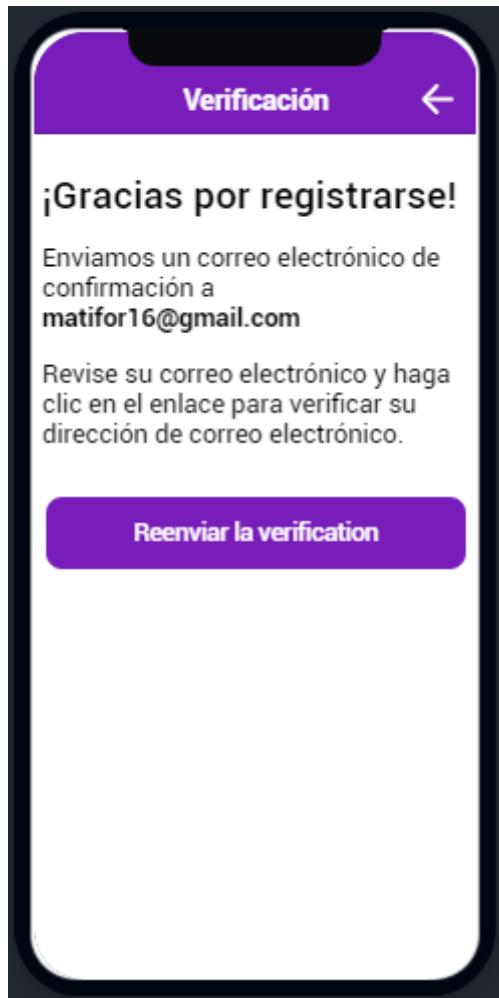 Verificación
¡Gracias por registrarse!
Enviamos un correo electrónico de
confirmación a
matifor16@gmail.com
Revise su correo electrónico y haga
clic en el enlace para verificar su
dirección de correo electrónico.
Reenviar la verification